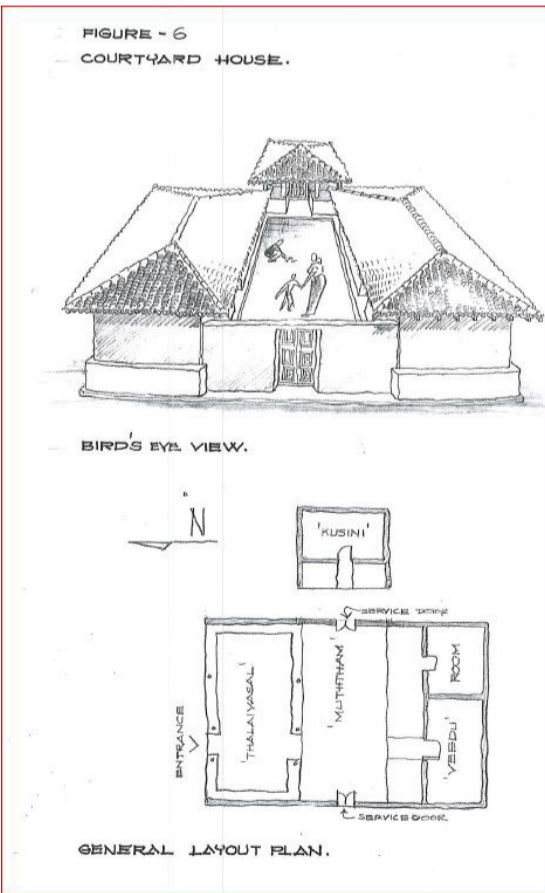 FIGURE - 6
COURTYARD HOUSE.
BIRD'S EYE VIEW.
N
'KUSINI'
SERVICE DOOR
ENTRANCE
'THALAIVASAL'
'MUTHTHAM'
ROOM
'VEEDU'
SERVICE DOOR
GENERAL LAYOUT PLAN.